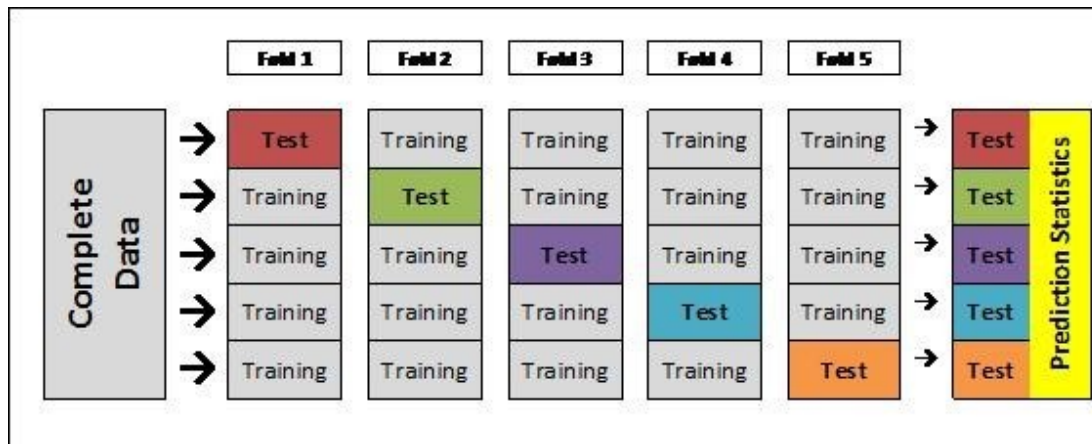 Fold 1 Fold 2 Fold 3 Fold 4 Fold 5
Complete
Data
Test Training Training Training Training Test
Training Test Training Training Training Test
Training Training Test Training Training Test
Training Training Training Test Training Test
Training Training Training Training Test Test
Prediction Statistics